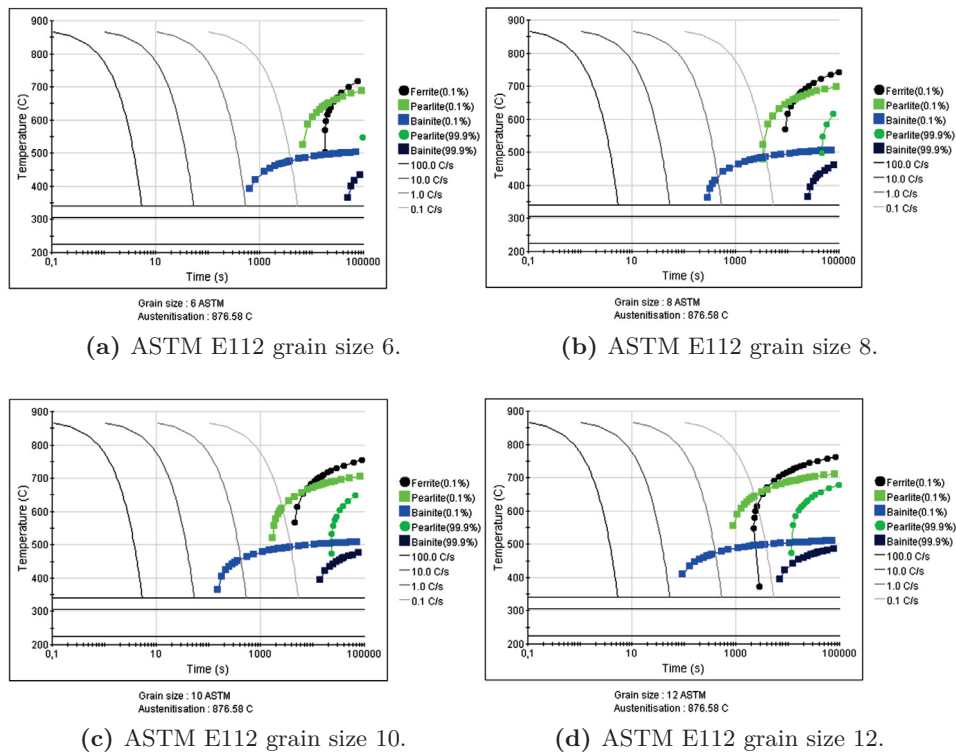 900
800
700
600
500
400
300
200
Temperature (C)
0,1
10
1000
100000
Time (s)
Ferrite(0.1%)
Pearlite(0.1%)
Bainite(0.1%)
Pearlite(99.9%)
Bainite(99.9%)
100.0 C/s
10.0 C/s
1.0 C/s
0.1 C/s
Grain size : 6 ASTM
Austenitisation : 876.58 C
(a) ASTM E112 grain size 6.
900
800
700
600
500
400
300
200
Temperature (C)
0,1
10
1000
100000
Time (s)
Ferrite(0.1%)
Pearlite(0.1%)
Bainite(0.1%)
Pearlite(99.9%)
Bainite(99.9%)
100.0 C/s
10.0 C/s
1.0 C/s
0.1 C/s
Grain size : 8 ASTM
Austenitisation : 876.58 C
(b) ASTM E112 grain size 8.
900
800
700
600
500
400
300
200
Temperature (C)
0,1
10
1000
100000
Time (s)
Ferrite(0.1%)
Pearlite(0.1%)
Bainite(0.1%)
Pearlite(99.9%)
Bainite(99.9%)
100.0 C/s
10.0 C/s
1.0 C/s
0.1 C/s
Grain size : 10 ASTM
Austenitisation : 876.58 C
(c) ASTM E112 grain size 10.
900
800
700
600
500
400
300
200
Temperature (C)
0,1
10
1000
100000
Time (s)
Ferrite(0.1%)
Pearlite(0.1%)
Bainite(0.1%)
Pearlite(99.9%)
Bainite(99.9%)
100.0 C/s
10.0 C/s
1.0 C/s
0.1 C/s
Grain size : 12 ASTM
Austenitisation : 876.58 C
(d) ASTM E112 grain size 12.